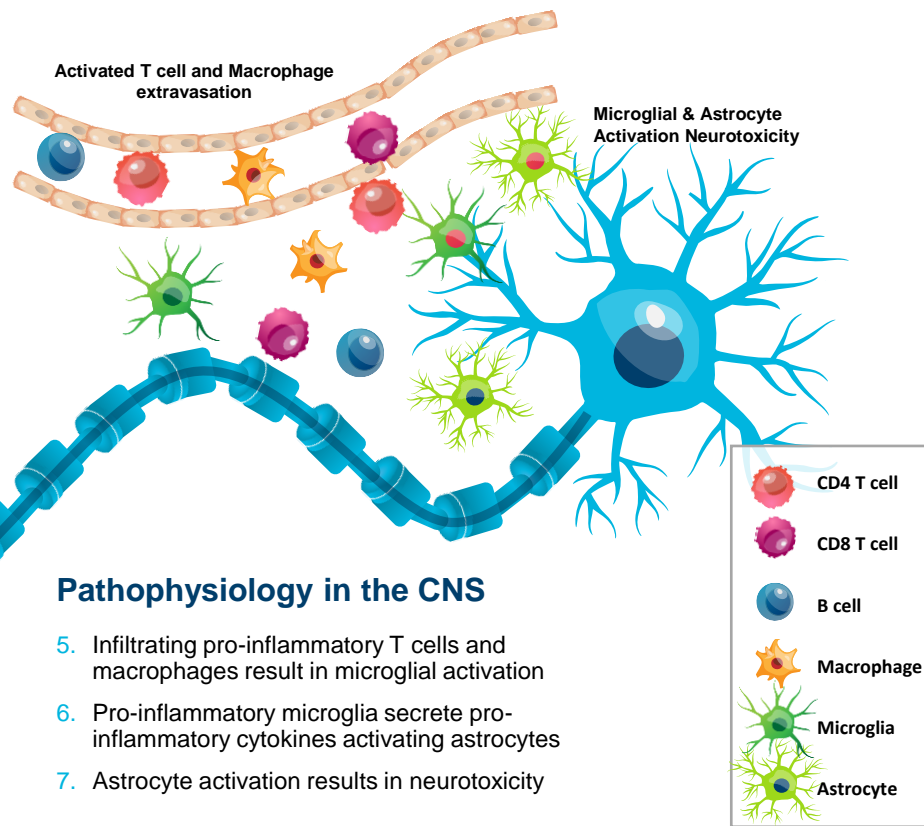 Activated T cell and Macrophage
extravasation
Microglial & Astrocyte
Activation Neurotoxicity
CD4 T cell
CD8 T cell
B cell
Macrophage
Microglia
Astrocyte
Pathophysiology in the CNS
5. Infiltrating pro-inflammatory T cells and
macrophages result in microglial activation
6. Pro-inflammatory microglia secrete pro-
inflammatory cytokines activating astrocytes
7. Astrocyte activation results in neurotoxicity